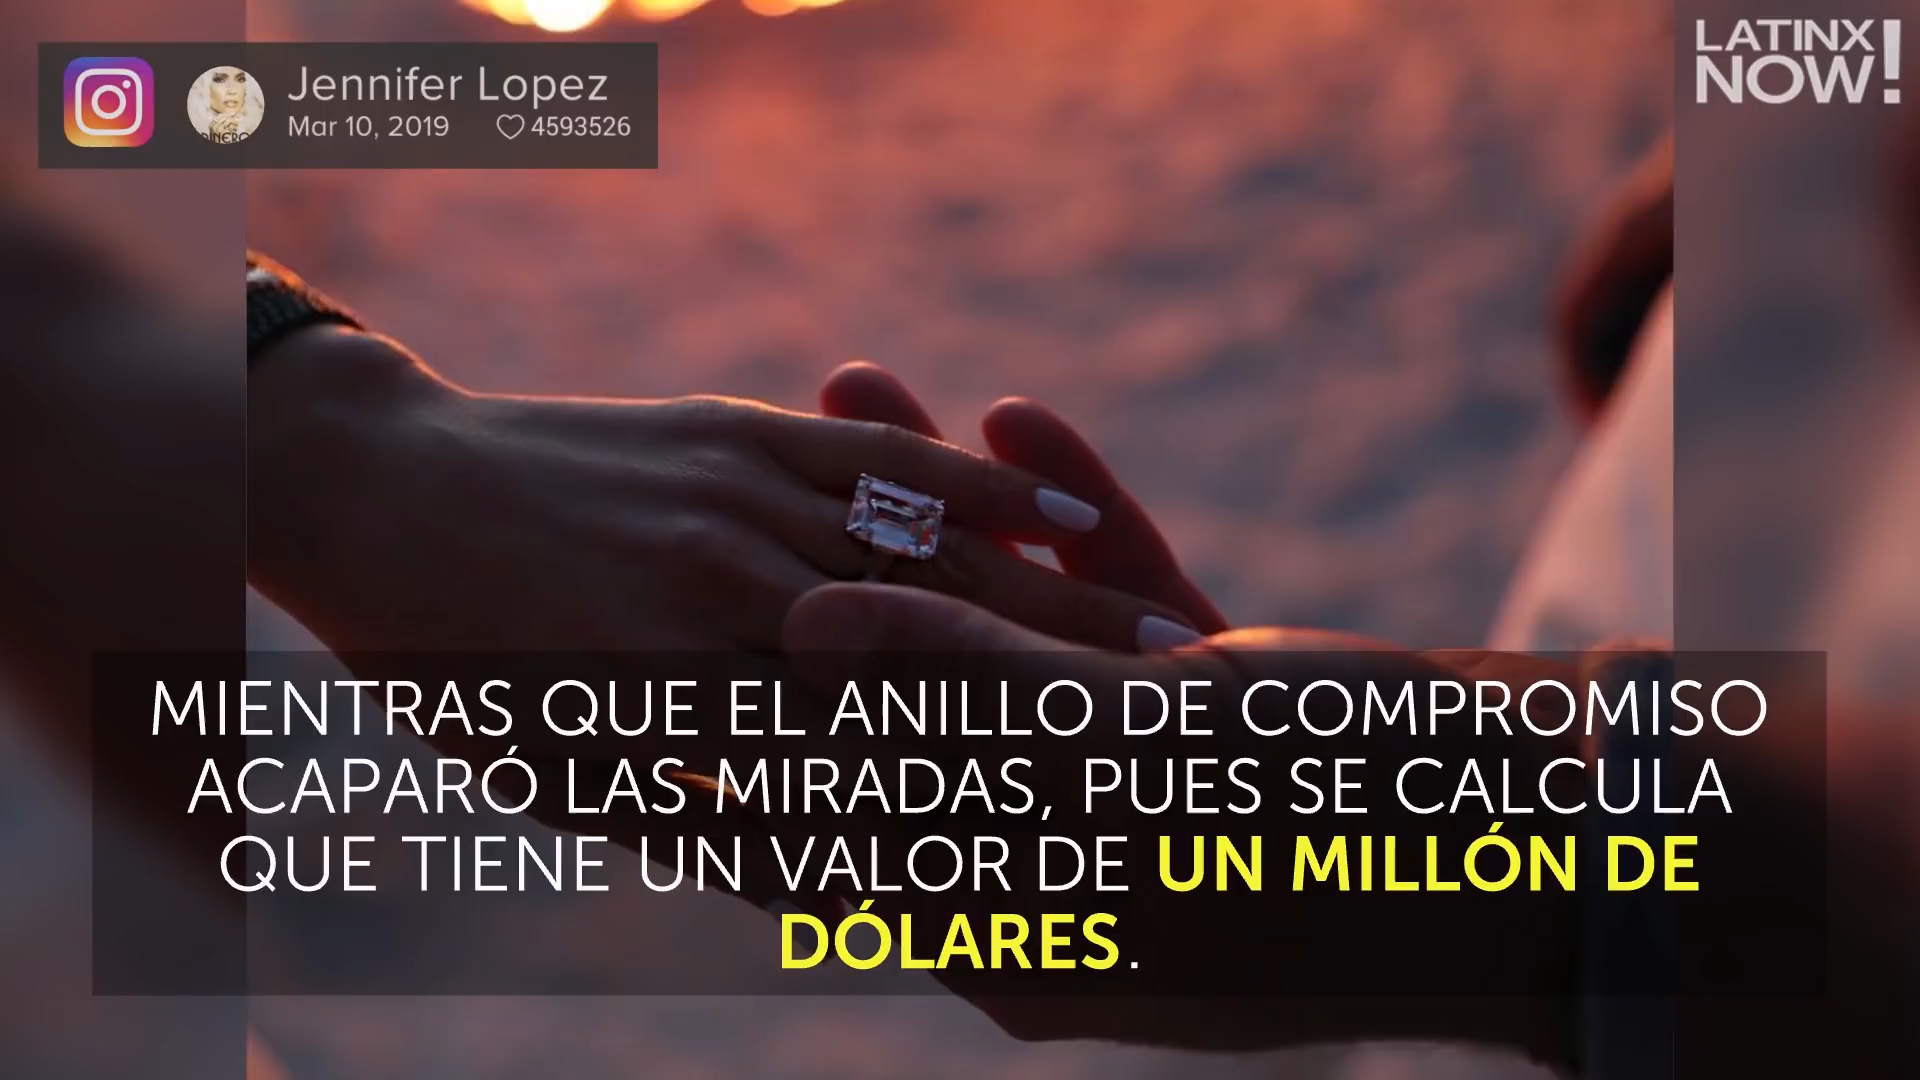 Jennifer Lopez
Mar 10, 2019 4593526
LATINX
NOW!
DINERO
MIENTRAS QUE EL ANILLO DE COMPROMISO
ACAPARÓ LAS MIRADAS, PUES SE CALCULA
QUE TIENE UN VALOR DE UN MILLÓN DE
DÓLARES.